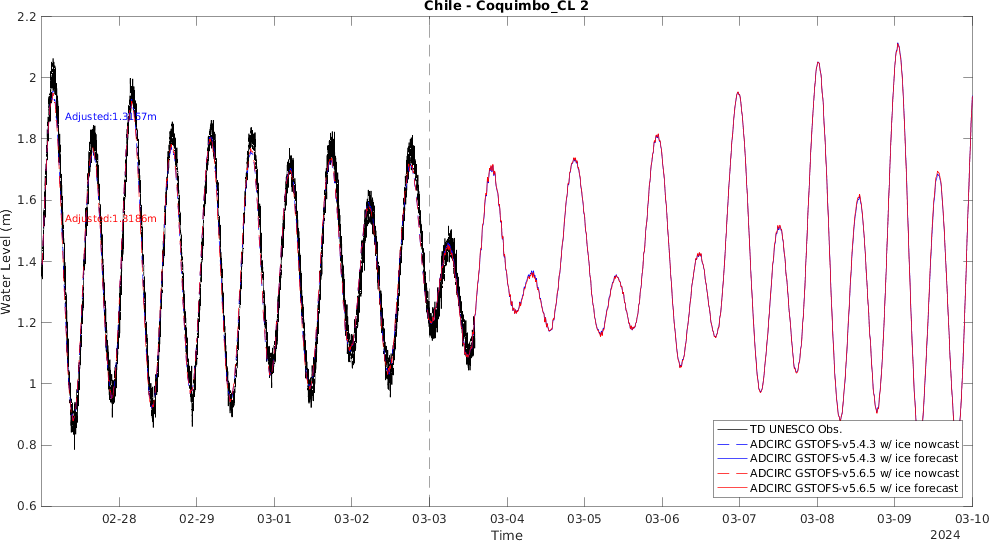 Chile - Coquimbo_CL 2
2.2
2
1.8
1.6
1.4
1.2
1
0.8
0.6
Water Level (m)
Adjusted:1.3167m
Adjusted:1.3186m
TD UNESCO Obs.
ADCIRC GSTOFS-v5.4.3 w/ ice nowcast
ADCIRC GSTOFS-v5.4.3 w/ ice forecast
ADCIRC GSTOFS-v5.6.5 w/ ice nowcast
ADCIRC GSTOFS-v5.6.5 w/ ice forecast
02-28 02-29 03-01 03-02 03-03 03-04 03-05 03-06 03-07 03-08 03-09 03-10
Time
2024